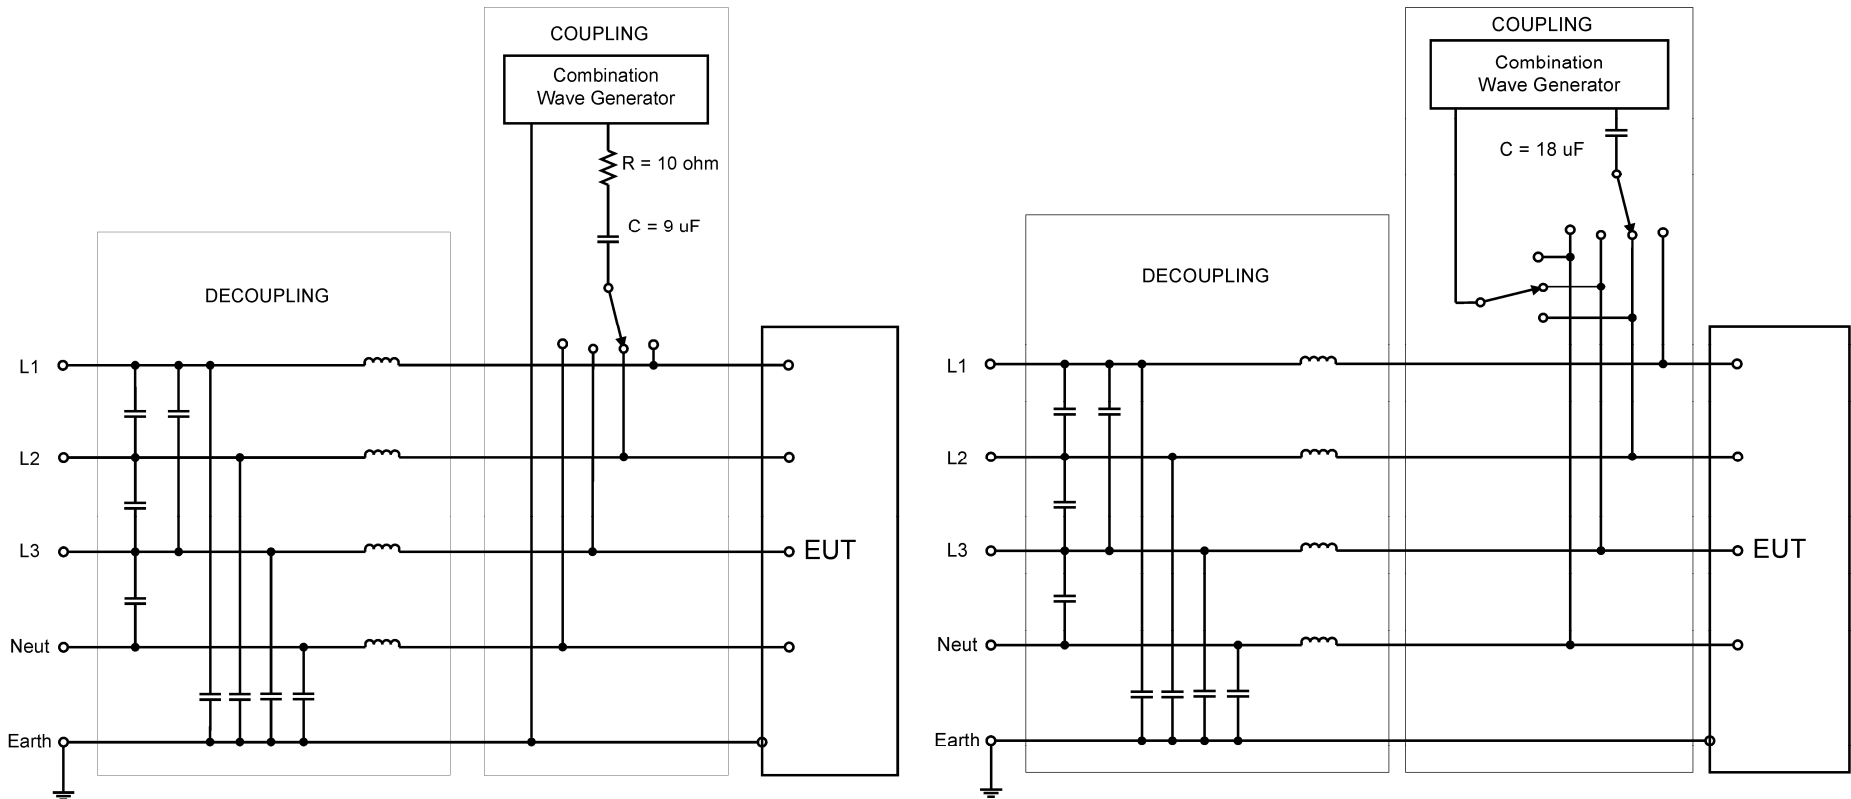 COUPLING
Combination
Wave Generator
R = 10 ohm
C = 9 uF
DECOUPLING
L1
L2
L3
EUT
Neut
Earth
COUPLING
Combination
Wave Generator
C = 18 uF
DECOUPLING
L1
L2
L3
EUT
Neut
Earth